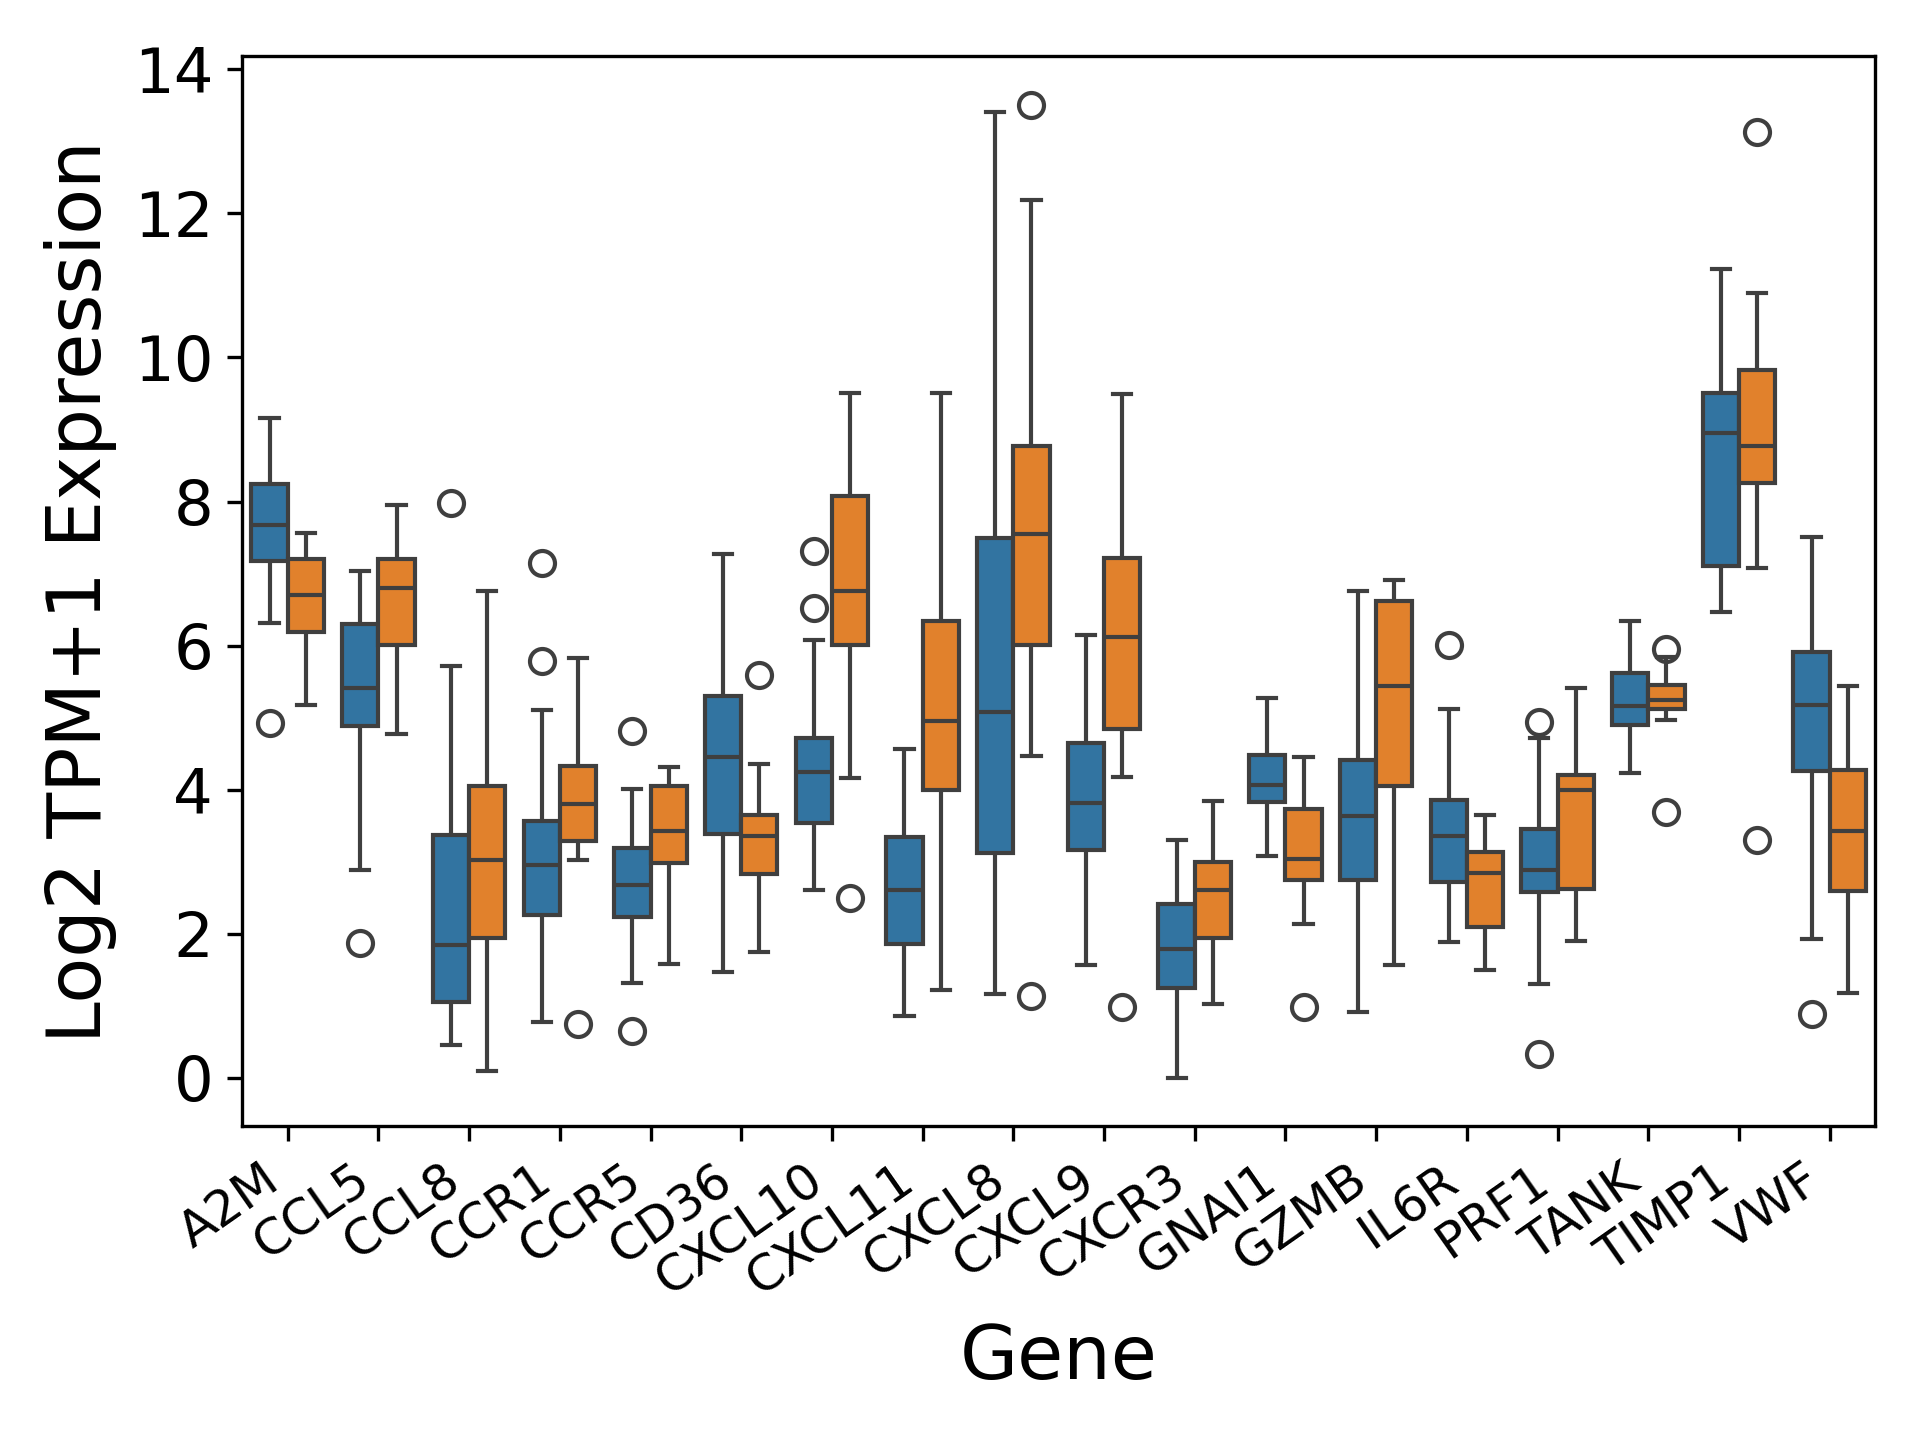 14
12
10
8
6
4
2
0
Log2 TPM+1 Expression
A2M
CCL5
CCL8
CCR1
CCR5
CD36
CXCL10
CXCL11
CXCL8
CXCL9
CXCR3
GNAI1
GZMB
IL6R
PRF1
TANK
TIMP1
VWF
Gene